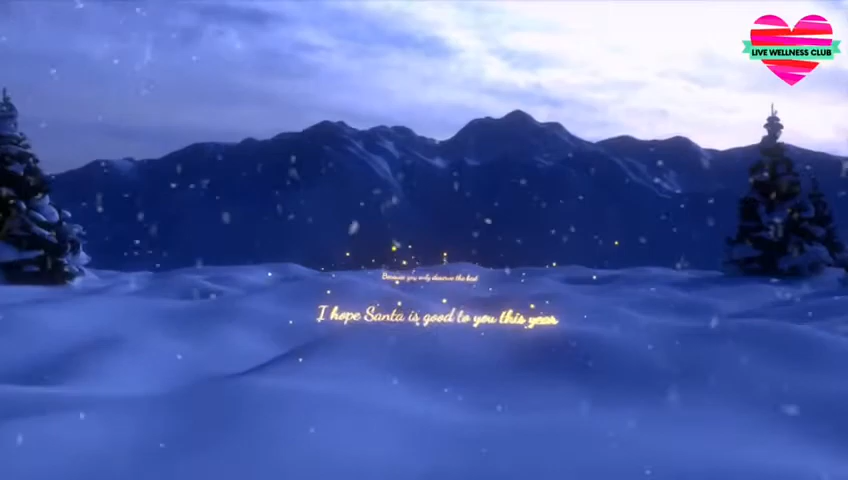 LIVE WELLNESS CLUB
Because you only deserve the best
I hope Santa is good to you this year